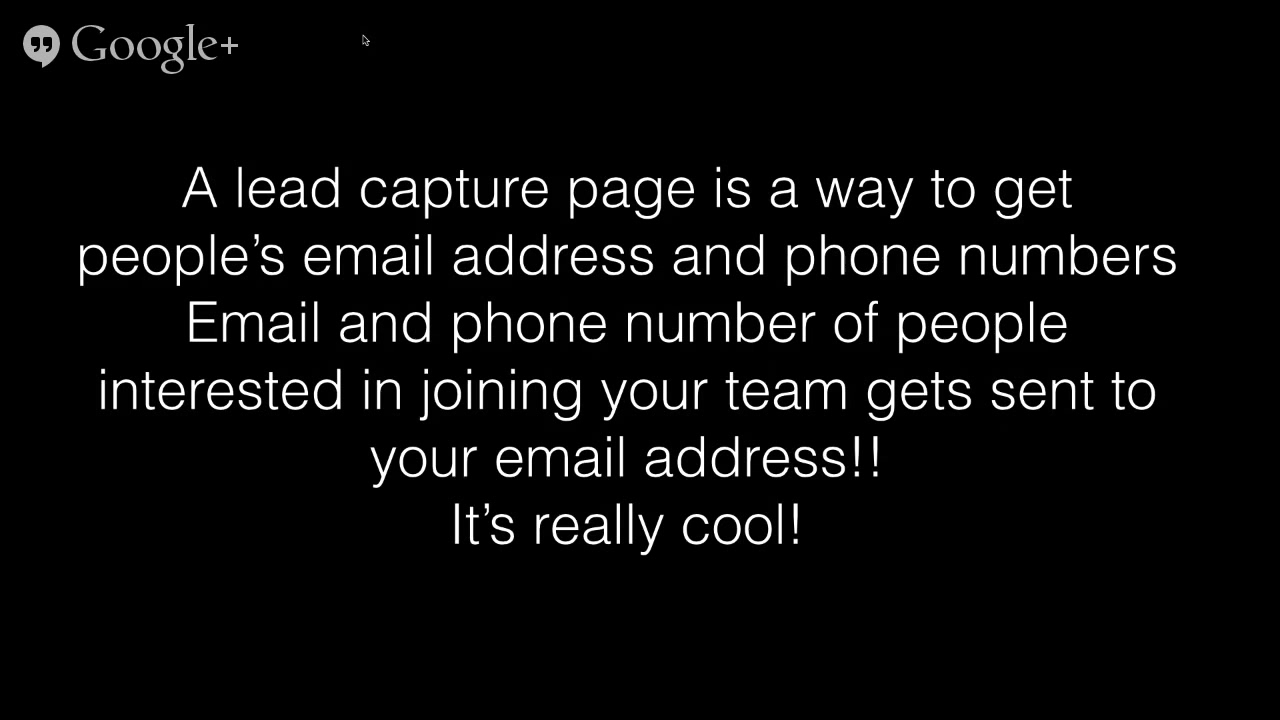 Google+
A lead capture page is a way to get
people’s email address and phone numbers
Email and phone number of people
interested in joining your team gets sent to
your email address!!
It’s really cool!